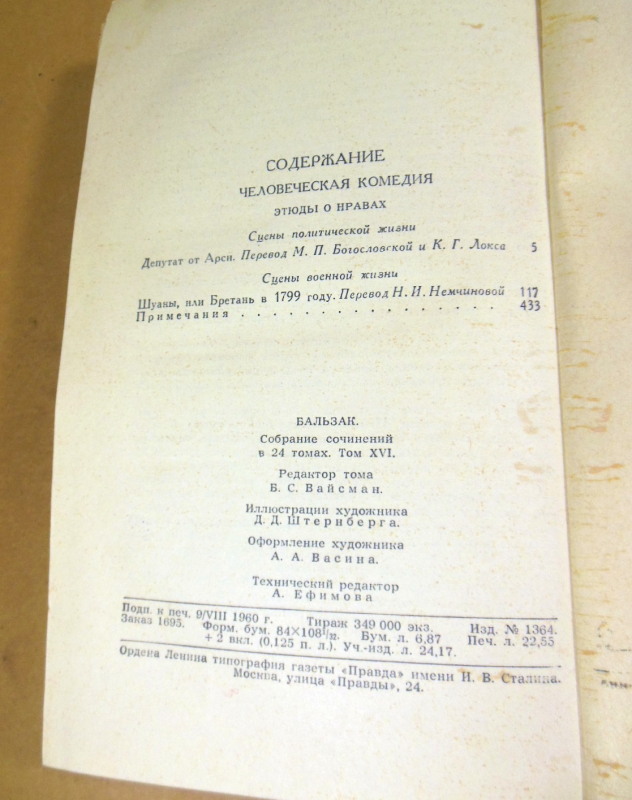 СОДЕРЖАНИЕ
ЧЕЛОВЕЧЕСКАЯ КОМЕДИЯ
ЭТЮДЫ О НРАВАХ
Сцены политической жизни
Депутат от Арси. Перевод М. П. Богословской и К. Г. Локса 5
Сцены военной жизни
Шуаны, или Бретань в 1799 году. Перевод Н. И. Немчиновой 117
Примечания . . . . . . . . . . . . . . 433
БАЛЬЗАК.
Собрание сочинений
в 24 томах. Том XVI.
Редактор тома
Б. С. Вайсман.
Иллюстрации художника
Д. Д. Штернберга.
Оформление художника
А. А. Васина.
Технический редактор
А. Ефимова
Подп. к печ. 9/VIII 1960 г. Тираж 349 000 экз. Изд. № 1364.
Заказ 1695. Форм. бум. 84×108¹/₃₂. Бум. л. 6,87 Печ. л. 22,55
+ 2 вкл. (0,125 п. л.). Уч.-изд. л. 24,17.
Ордена Ленина типография газеты «Правда» имени И. В. Сталина.
Москва, улица «Правды», 24.